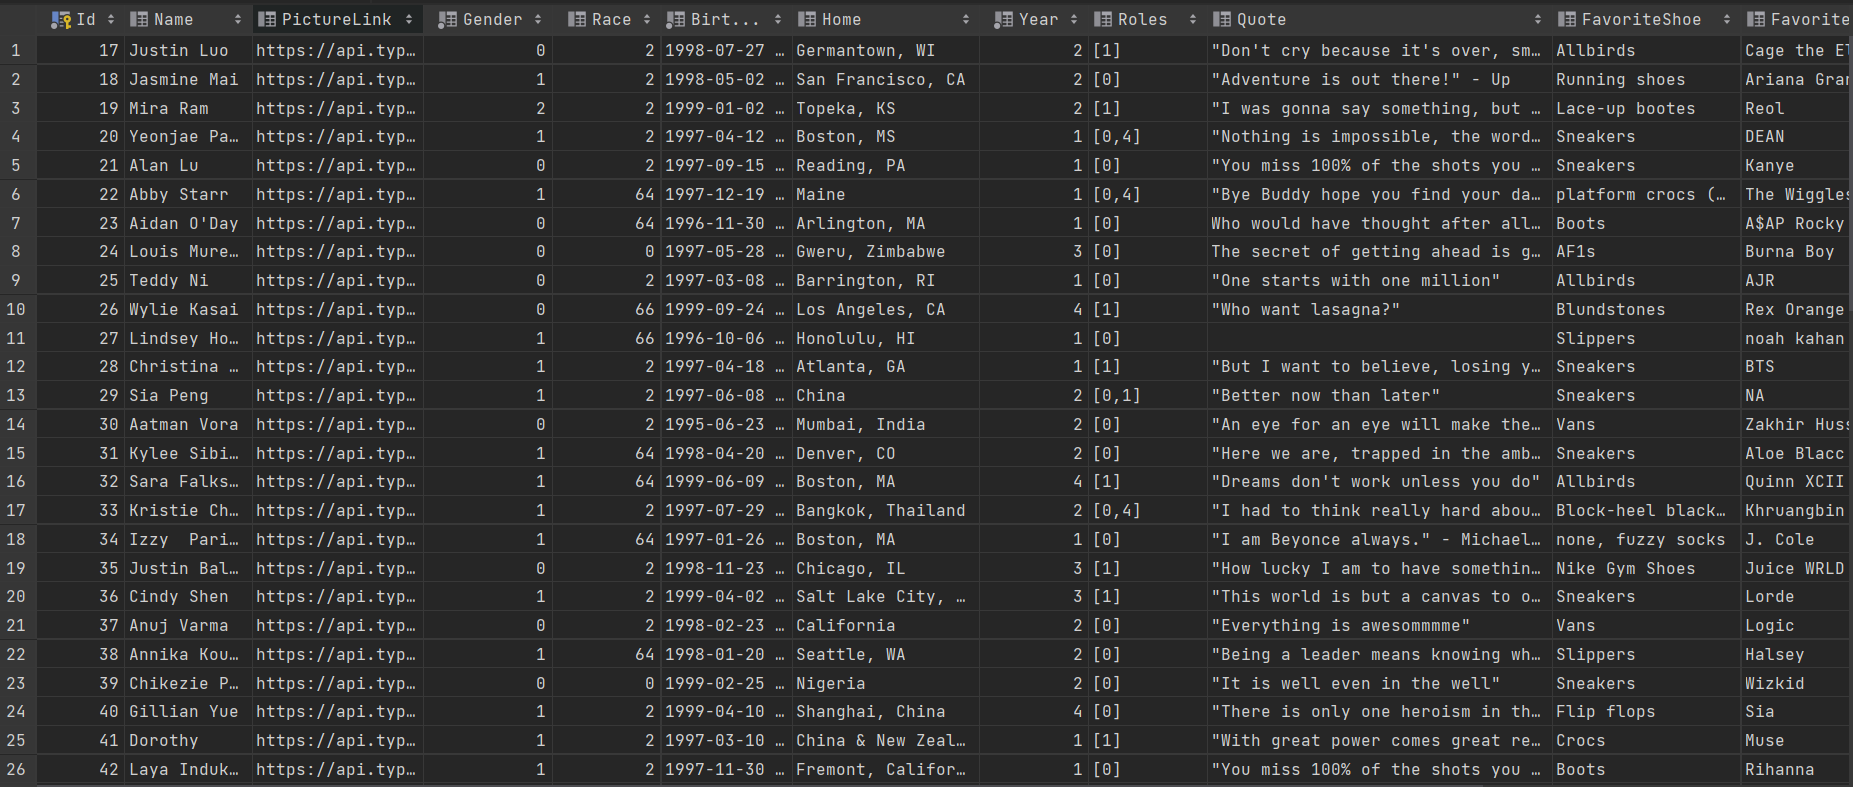 Id Name PictureLink Gender Race Birt... Home Year Roles Quote FavoriteShoe Favorite
1 17 Justin Luo https://api.typ… 0 2 1998-07-27 … Germantown, WI 2 [1] "Don't cry because it's over, sm… Allbirds Cage the El
2 18 Jasmine Mai https://api.typ… 1 2 1998-05-02 … San Francisco, CA 2 [0] "Adventure is out there!" - Up Running shoes Ariana Gran
3 19 Mira Ram https://api.typ… 2 2 1999-01-02 … Topeka, KS 2 [1] "I was gonna say something, but … Lace-up bootes Reol
4 20 Yeonjae Pa… https://api.typ… 1 2 1997-04-12 … Boston, MS 1 [0,4] "Nothing is impossible, the word… Sneakers DEAN
5 21 Alan Lu https://api.typ… 0 2 1997-09-15 … Reading, PA 1 [0] "You miss 100% of the shots you … Sneakers Kanye
6 22 Abby Starr https://api.typ… 1 64 1997-12-19 … Maine 1 [0,4] "Bye Buddy hope you find your da… platform crocs (… The Wiggles
7 23 Aidan O'Day https://api.typ… 0 64 1996-11-30 … Arlington, MA 1 [0] Who would have thought after all… Boots A$AP Rocky
8 24 Louis Mure… https://api.typ… 0 0 1997-05-28 … Gweru, Zimbabwe 3 [0] The secret of getting ahead is g… AF1s Burna Boy
9 25 Teddy Ni https://api.typ… 0 2 1997-03-08 … Barrington, RI 1 [0] "One starts with one million" Allbirds AJR
10 26 Wylie Kasai https://api.typ… 0 66 1999-09-24 … Los Angeles, CA 4 [1] "Who want lasagna?" Blundstones Rex Orange
11 27 Lindsey Ho… https://api.typ… 1 66 1996-10-06 … Honolulu, HI 1 [0] Slippers noah kahan
12 28 Christina … https://api.typ… 1 2 1997-04-18 … Atlanta, GA 1 [1] "But I want to believe, losing y… Sneakers BTS
13 29 Sia Peng https://api.typ… 1 2 1997-06-08 … China 2 [0,1] "Better now than later" Sneakers NA
14 30 Aatman Vora https://api.typ… 0 2 1995-06-23 … Mumbai, India 2 [0] "An eye for an eye will make the… Vans Zakhir Huss
15 31 Kylee Sibi… https://api.typ… 1 64 1998-04-20 … Denver, CO 2 [0] "Here we are, trapped in the amb… Sneakers Aloe Blacc
16 32 Sara Falks… https://api.typ… 1 64 1999-06-09 … Boston, MA 4 [1] "Dreams don't work unless you do" Allbirds Quinn XCII
17 33 Kristie Ch… https://api.typ… 1 2 1997-07-29 … Bangkok, Thailand 2 [0,4] "I had to think really hard abou… Block-heel black… Khruangbin
18 34 Izzy  Pari… https://api.typ… 1 64 1997-01-26 … Boston, MA 1 [0] "I am Beyonce always." - Michael… none, fuzzy socks J. Cole
19 35 Justin Bal… https://api.typ… 0 2 1998-11-23 … Chicago, IL 3 [1] "How lucky I am to have somethin… Nike Gym Shoes Juice WRLD
20 36 Cindy Shen https://api.typ… 1 2 1999-04-02 … Salt Lake City, … 3 [1] "This world is but a canvas to o… Sneakers Lorde
21 37 Anuj Varma https://api.typ… 0 2 1998-02-23 … California 2 [0] "Everything is awesommmme" Vans Logic
22 38 Annika Kou… https://api.typ… 1 64 1998-01-20 … Seattle, WA 2 [0] "Being a leader means knowing wh… Slippers Halsey
23 39 Chikezie P… https://api.typ… 0 0 1999-02-25 … Nigeria 2 [0] "It is well even in the well" Sneakers Wizkid
24 40 Gillian Yue https://api.typ… 1 2 1999-04-10 … Shanghai, China 4 [0] "There is only one heroism in th… Flip flops Sia
25 41 Dorothy https://api.typ… 1 2 1997-03-10 … China & New Zeal… 1 [1] "With great power comes great re… Crocs Muse
26 42 Laya Induk… https://api.typ… 1 2 1997-11-30 … Fremont, Califor… 1 [0] "You miss 100% of the shots you … Boots Rihanna